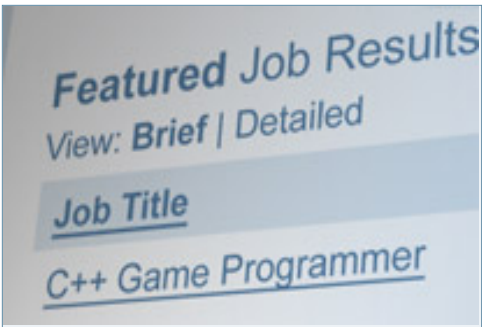 Featured Job Results
View: Brief | Detailed
Job Title
C++ Game Programmer